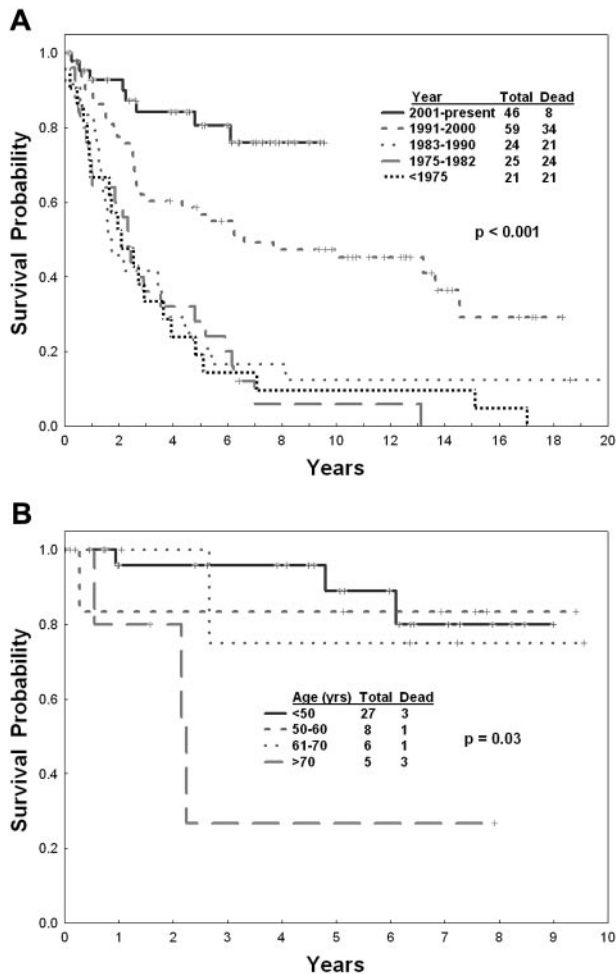 A
1.0
0.8
0.6
0.4
0.2
0.0
Survival Probability
Year Total Dead
2001-present 46 8
1991-2000 59 34
1983-1990 24 21
1975-1982 25 24
<1975 21 21
p < 0.001
0 2 4 6 8 10 12 14 16 18 20
Years
B
1.0
0.8
0.6
0.4
0.2
0.0
Survival Probability
Age (yrs) Total Dead
<50 27 3
50-60 8 1
61-70 6 1
>70 5 3
p = 0.03
0 1 2 3 4 5 6 7 8 9 10
Years